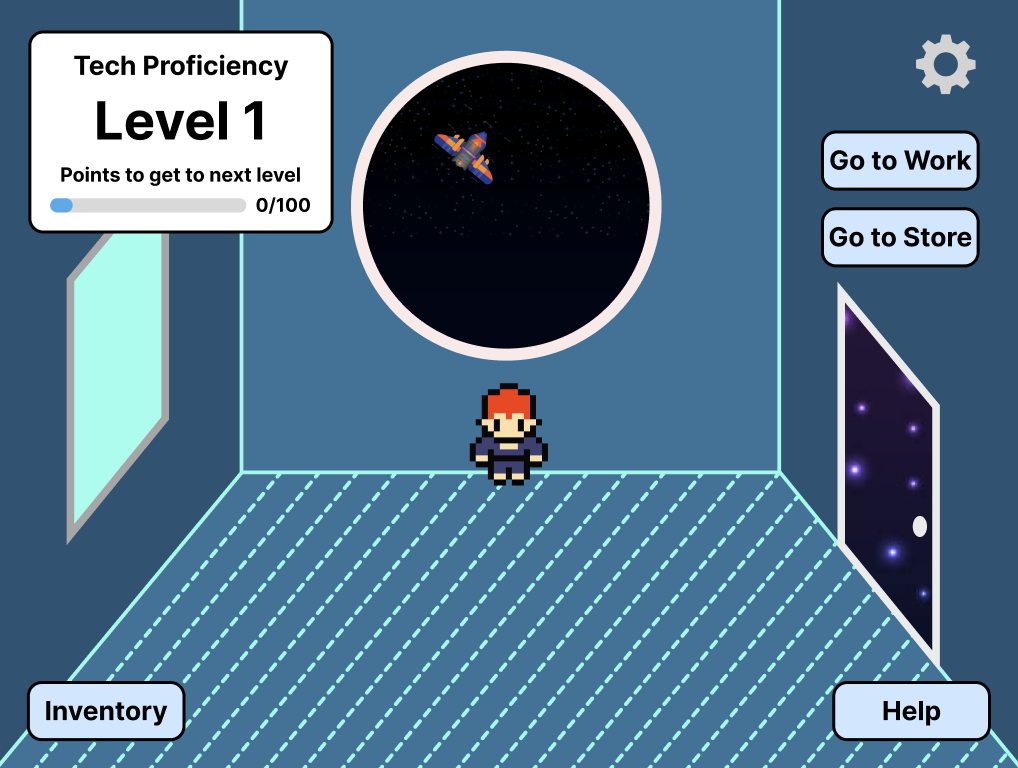 Tech Proficiency
Level 1
Points to get to next level
0/100
Go to Work
Go to Store
Inventory
Help